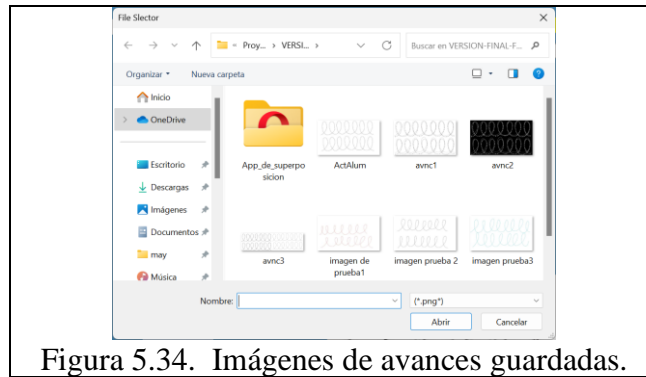 File Slector
Proy... › VERSI... ›
Buscar en VERSION-FINAL-F...
Organizar
Nueva carpeta
Inicio
OneDrive
Escritorio
Descargas
Imágenes
Documentos
may
Música
App_de_superpo
sicion
ActAlum
avnc1
avnc2
avnc3
imagen de
prueba1
imagen prueba 2
imagen prueba3
Nombre:
(*.png*)
Abrir
Cancelar
Figura 5.34. Imágenes de avances guardadas.